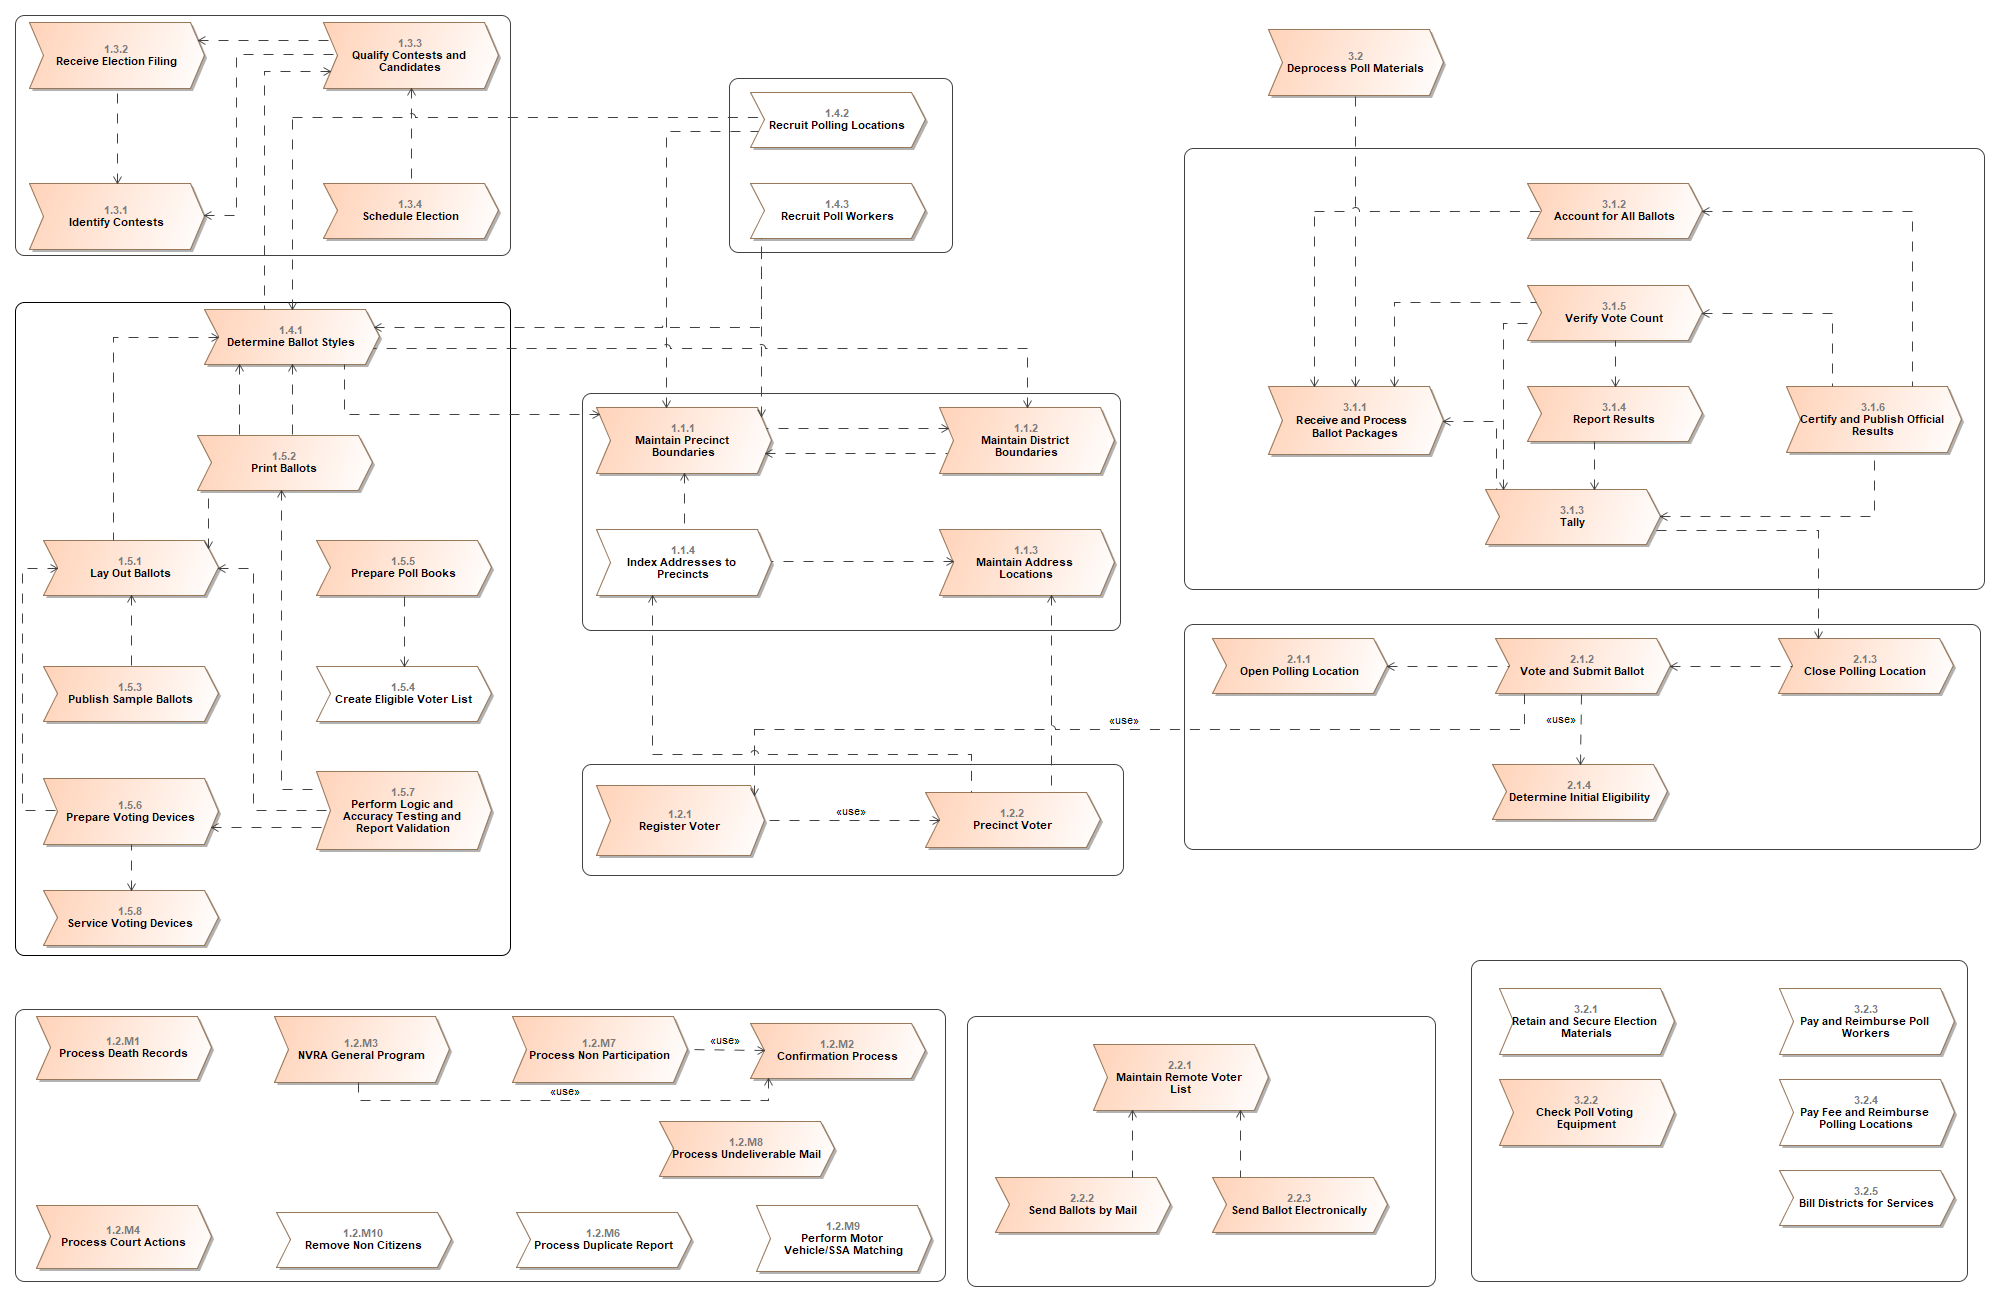 1.3.2
Receive Election Filing
1.3.3
Qualify Contests and
Candidates
1.3.1
Identify Contests
1.3.4
Schedule Election
1.4.2
Recruit Polling Locations
1.4.3
Recruit Poll Workers
3.2
Deprocess Poll Materials
3.1.2
Account for All Ballots
3.1.5
Verify Vote Count
3.1.1
Receive and Process
Ballot Packages
3.1.4
Report Results
3.1.6
Certify and Publish Official
Results
3.1.3
Tally
1.4.1
Determine Ballot Styles
1.5.2
Print Ballots
1.5.1
Lay Out Ballots
1.5.5
Prepare Poll Books
1.5.3
Publish Sample Ballots
1.5.4
Create Eligible Voter List
1.5.6
Prepare Voting Devices
1.5.7
Perform Logic and
Accuracy Testing and
Report Validation
1.5.8
Service Voting Devices
1.1.1
Maintain Precinct
Boundaries
1.1.2
Maintain District
Boundaries
1.1.4
Index Addresses to
Precincts
1.1.3
Maintain Address
Locations
2.1.1
Open Polling Location
2.1.2
Vote and Submit Ballot
2.1.3
Close Polling Location
«use»
«use»
2.1.4
Determine Initial Eligibility
1.2.1
Register Voter
«use»
1.2.2
Precinct Voter
1.2.M1
Process Death Records
1.2.M3
NVRA General Program
1.2.M7
Process Non Participation
«use»
1.2.M2
Confirmation Process
«use»
1.2.M8
Process Undeliverable Mail
1.2.M4
Process Court Actions
1.2.M10
Remove Non Citizens
1.2.M6
Process Duplicate Report
1.2.M9
Perform Motor
Vehicle/SSA Matching
2.2.1
Maintain Remote Voter
List
2.2.2
Send Ballots by Mail
2.2.3
Send Ballot Electronically
3.2.1
Retain and Secure Election
Materials
3.2.3
Pay and Reimburse Poll
Workers
3.2.2
Check Poll Voting
Equipment
3.2.4
Pay Fee and Reimburse
Polling Locations
3.2.5
Bill Districts for Services